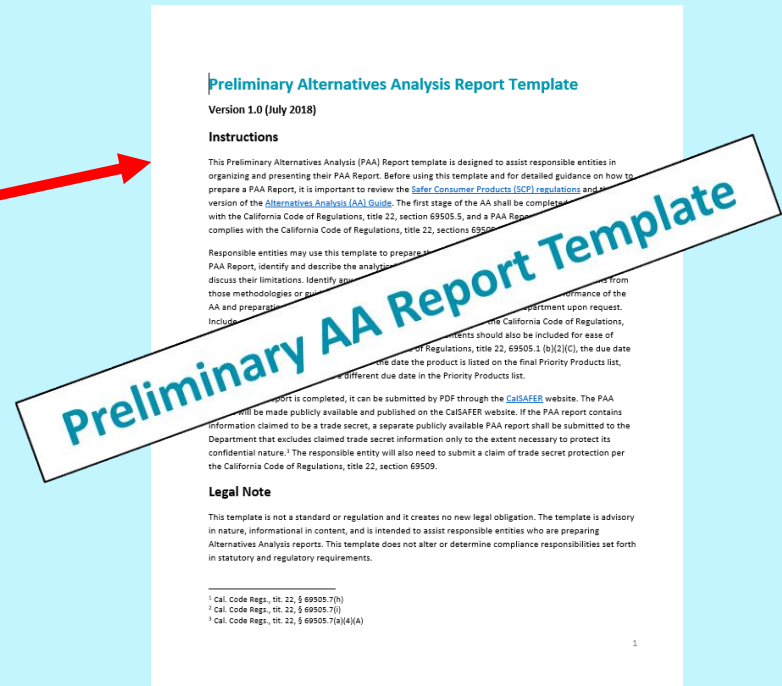 Preliminary Alternatives Analysis Report Template
Version 1.0 (July 2018)
Instructions
This Preliminary Alternatives Analysis (PAA) Report template is designed to assist responsible entities in
organizing and presenting their PAA Report. Before using this template and for detailed guidance on how to
prepare a PAA Report, it is important to review the Safer Consumer Products (SCP) regulations and
version of the Alternatives Analysis (AA) Guide. The first stage of the AA shall be completed
with the California Code of Regulations, title 22, section 69505.5, and a PAA
complies with the California Code of Regulations, title 22, sections
Responsible entities may use this template to prepare
PAA Report, identify and describe the
discuss their limitations. Identify any from
those methodologies or of the
AA and upon request.
Include the California Code of Regulations,
should also be included for ease of
of Regulations, title 22, 69505.1 (b)(2)(C), the due date
the date the product is listed on the final Priority Products list,
different due date in the Priority Products list.
is completed, it can be submitted by PDF through the CalSAFER website. The PAA
will be made publicly available and published on the CalSAFER website. If the PAA report contains
information claimed to be a trade secret, a separate publicly available PAA report shall be submitted to the
Department that excludes claimed trade secret information only to the extent necessary to protect its
confidential nature.³ The responsible entity will also need to submit a claim of trade secret protection per
the California Code of Regulations, title 22, section 69509.
Preliminary AA Report Template
Legal Note
This template is not a standard or regulation and it creates no new legal obligation. The template is advisory
in nature, informational in content, and is intended to assist responsible entities who are preparing
Alternatives Analysis reports. This template does not alter or determine compliance responsibilities set forth
in statutory and regulatory requirements.
¹ Cal. Code Regs., tit. 22, § 69505.7(h)
² Cal. Code Regs., tit. 22, § 69505.7(i)
³ Cal. Code Regs., tit. 22, § 69505.7(a)(4)(A)
1